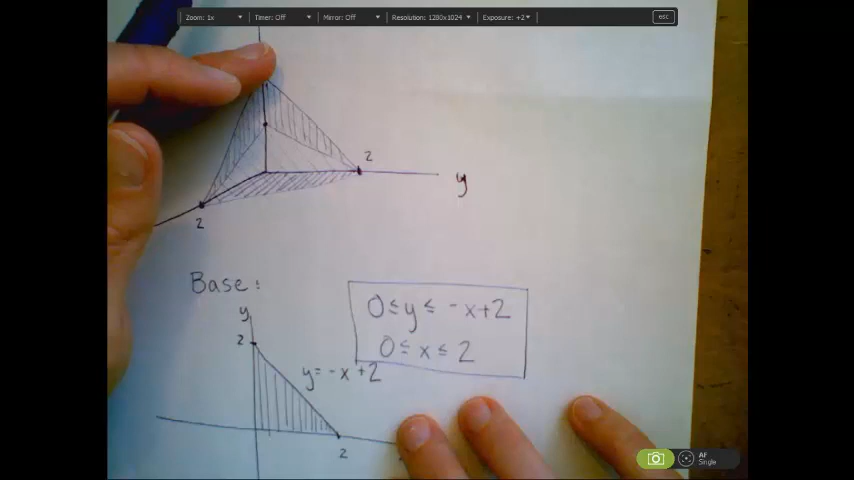 Zoom: 1x Timer: Off Mirror: Off Resolution: 1280x1024 Exposure: +2 esc
2
y
2
Base:
y
0 ≤ y ≤ -x+2
2
0 ≤ x ≤ 2
y = -x+2
2
AF
Single